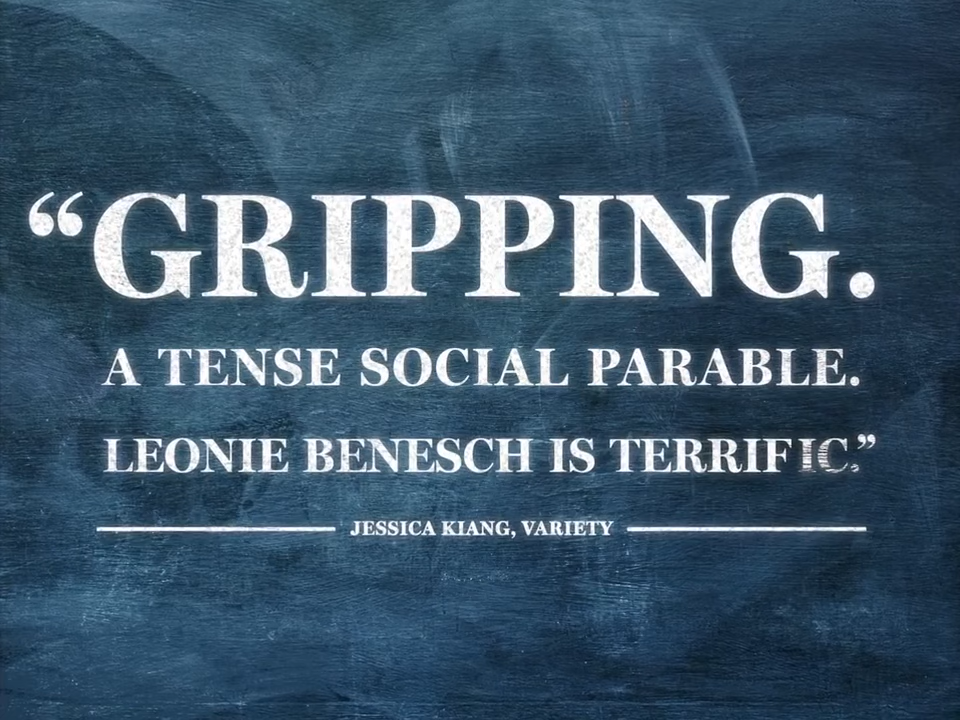 “GRIPPING.
A TENSE SOCIAL PARABLE.
LEONIE BENESCH IS TERRIFIC.”
JESSICA KIANG, VARIETY